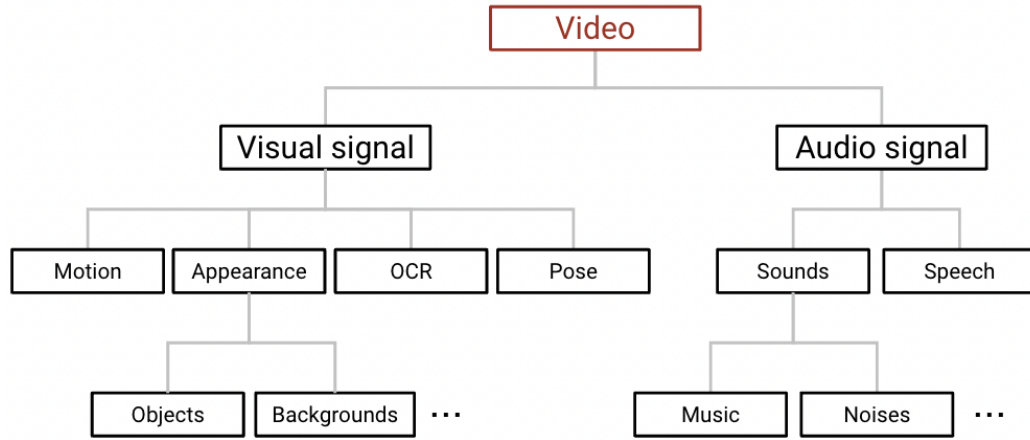 Video
Visual signal
Audio signal
Motion
Appearance
OCR
Pose
Sounds
Speech
Objects
Backgrounds
...
Music
Noises
...